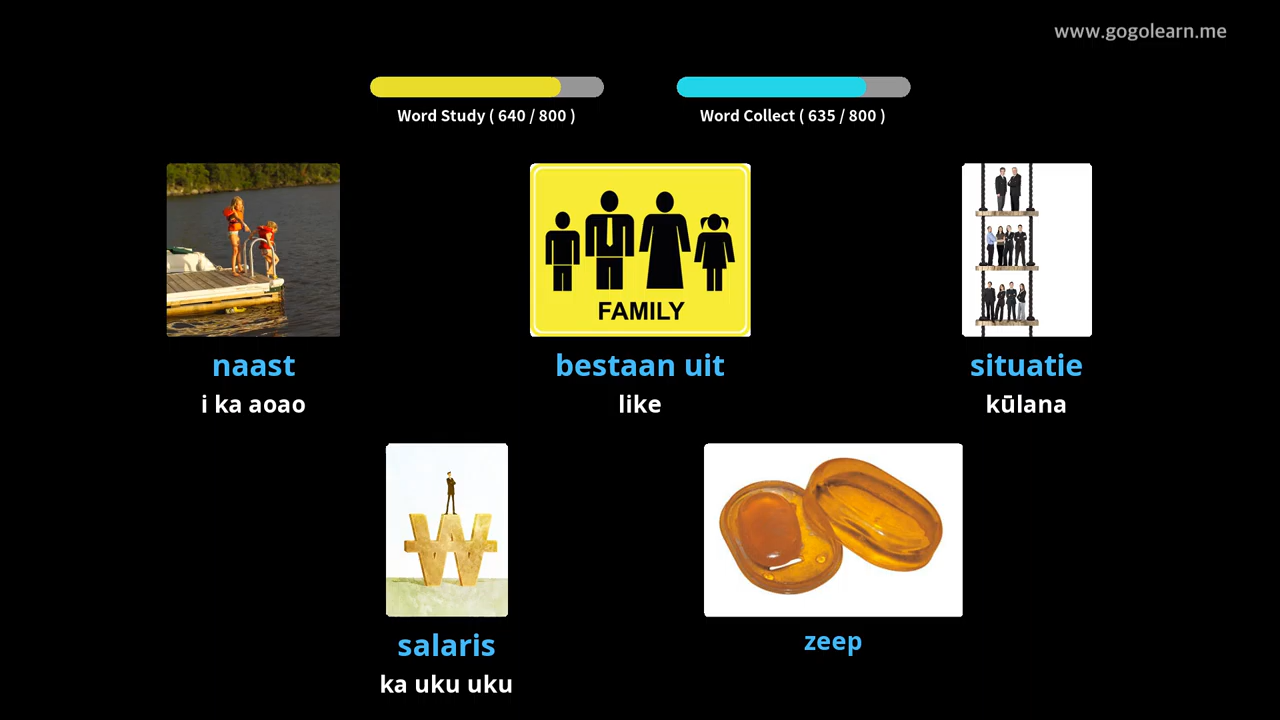 www.gogolearn.me
Word Study ( 640 / 800 )
Word Collect ( 635 / 800 )
FAMILY
naast
bestaan uit
situatie
i ka aoao
like
kūlana
salaris
zeep
ka uku uku